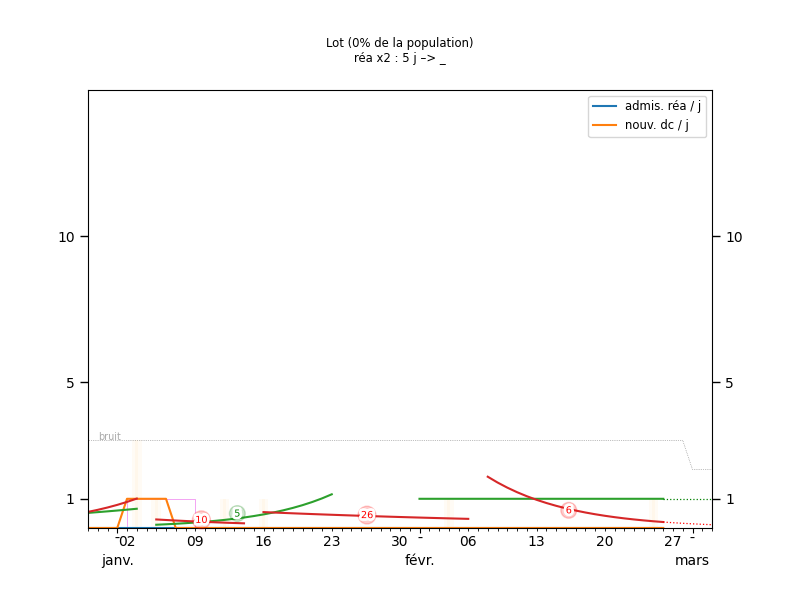 Lot (0% de la population)
réa x2 : 5 j –> _
admis. réa / j
nouv. dc / j
10 10
5 5
bruit
1 1
10 5 26 6
02 09 16 23 30 06 13 20 27
janv. févr. mars